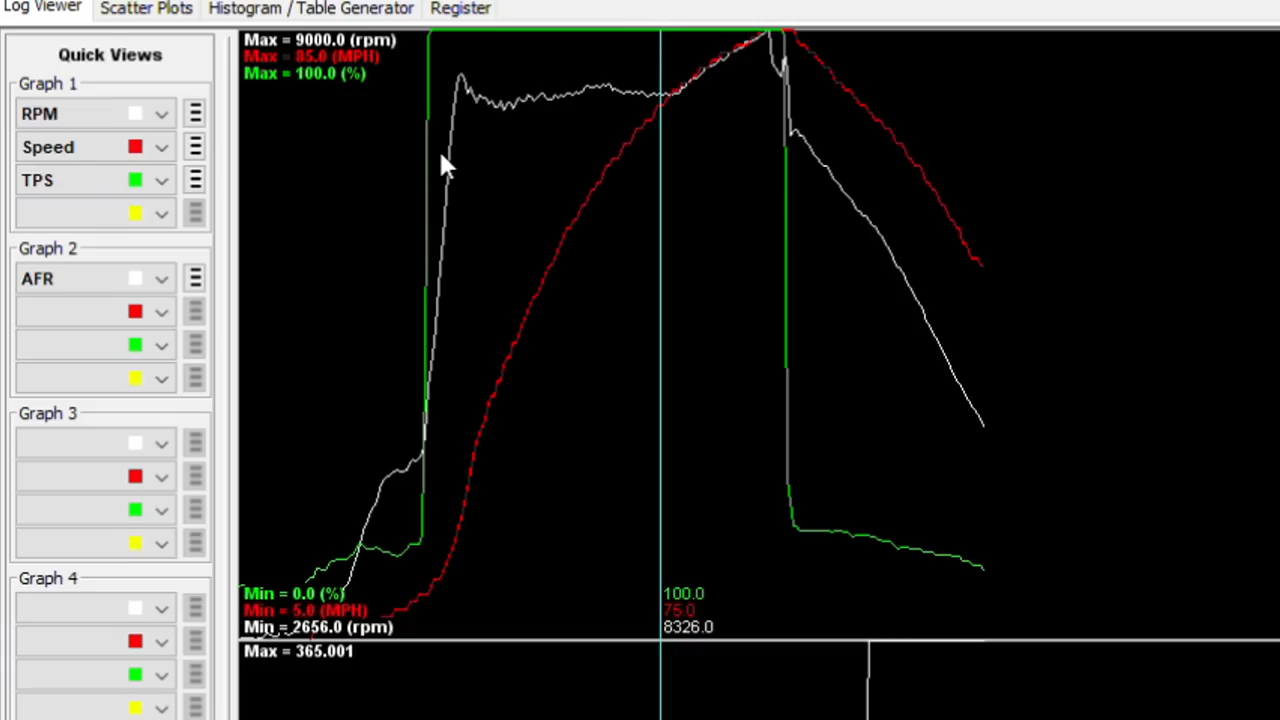 Log Viewer Scatter Plots Histogram / Table Generator Register
Quick Views
Graph 1
RPM
Speed
TPS
Graph 2
AFR
Graph 3
Graph 4
Max = 9000.0 (rpm)
Max = 85.0 (MPH)
Max = 100.0 (%)
Min = 0.0 (%)
Min = 5.0 (MPH)
Min = 2656.0 (rpm)
100.0
75.0
8326.0
Max = 365.001